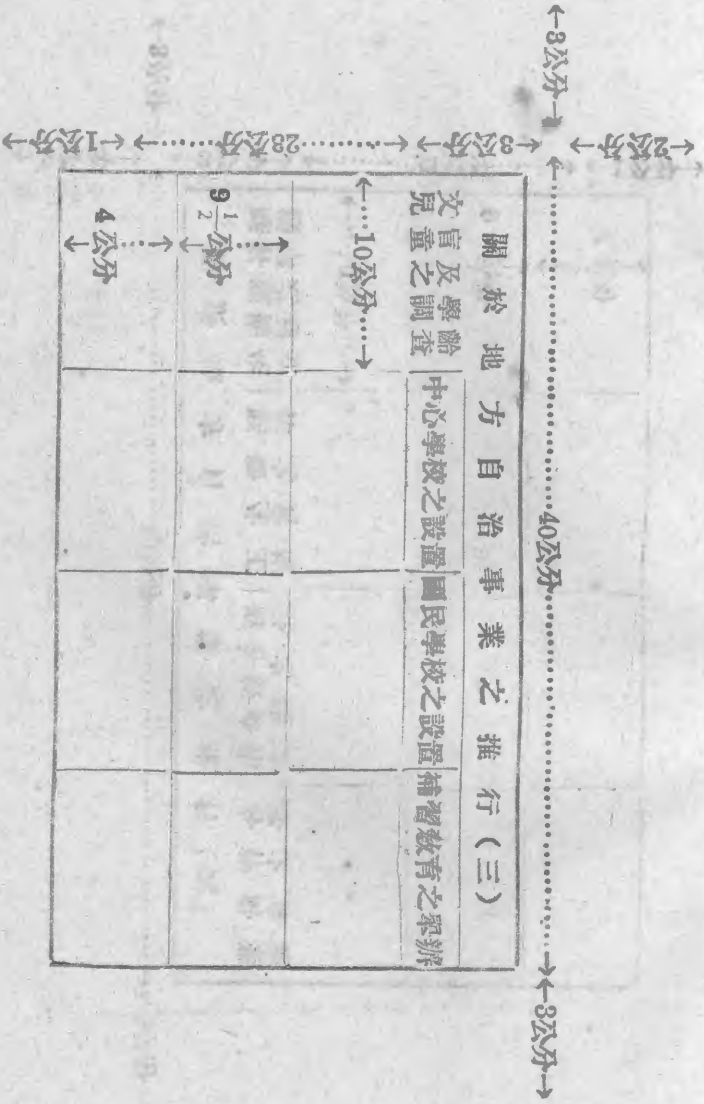 ←3公分→ ←……40公分……→ ←3公分→
←2公分→
←3公分→
←……23公分……→
←1公分→
關於地方自治事業之推行(三)
文盲及學齡兒童之調查
中心學校之設置
國民學校之設置
補習教育之舉辦
←…10公分…→
←…9½公分…→
←…4公分…→